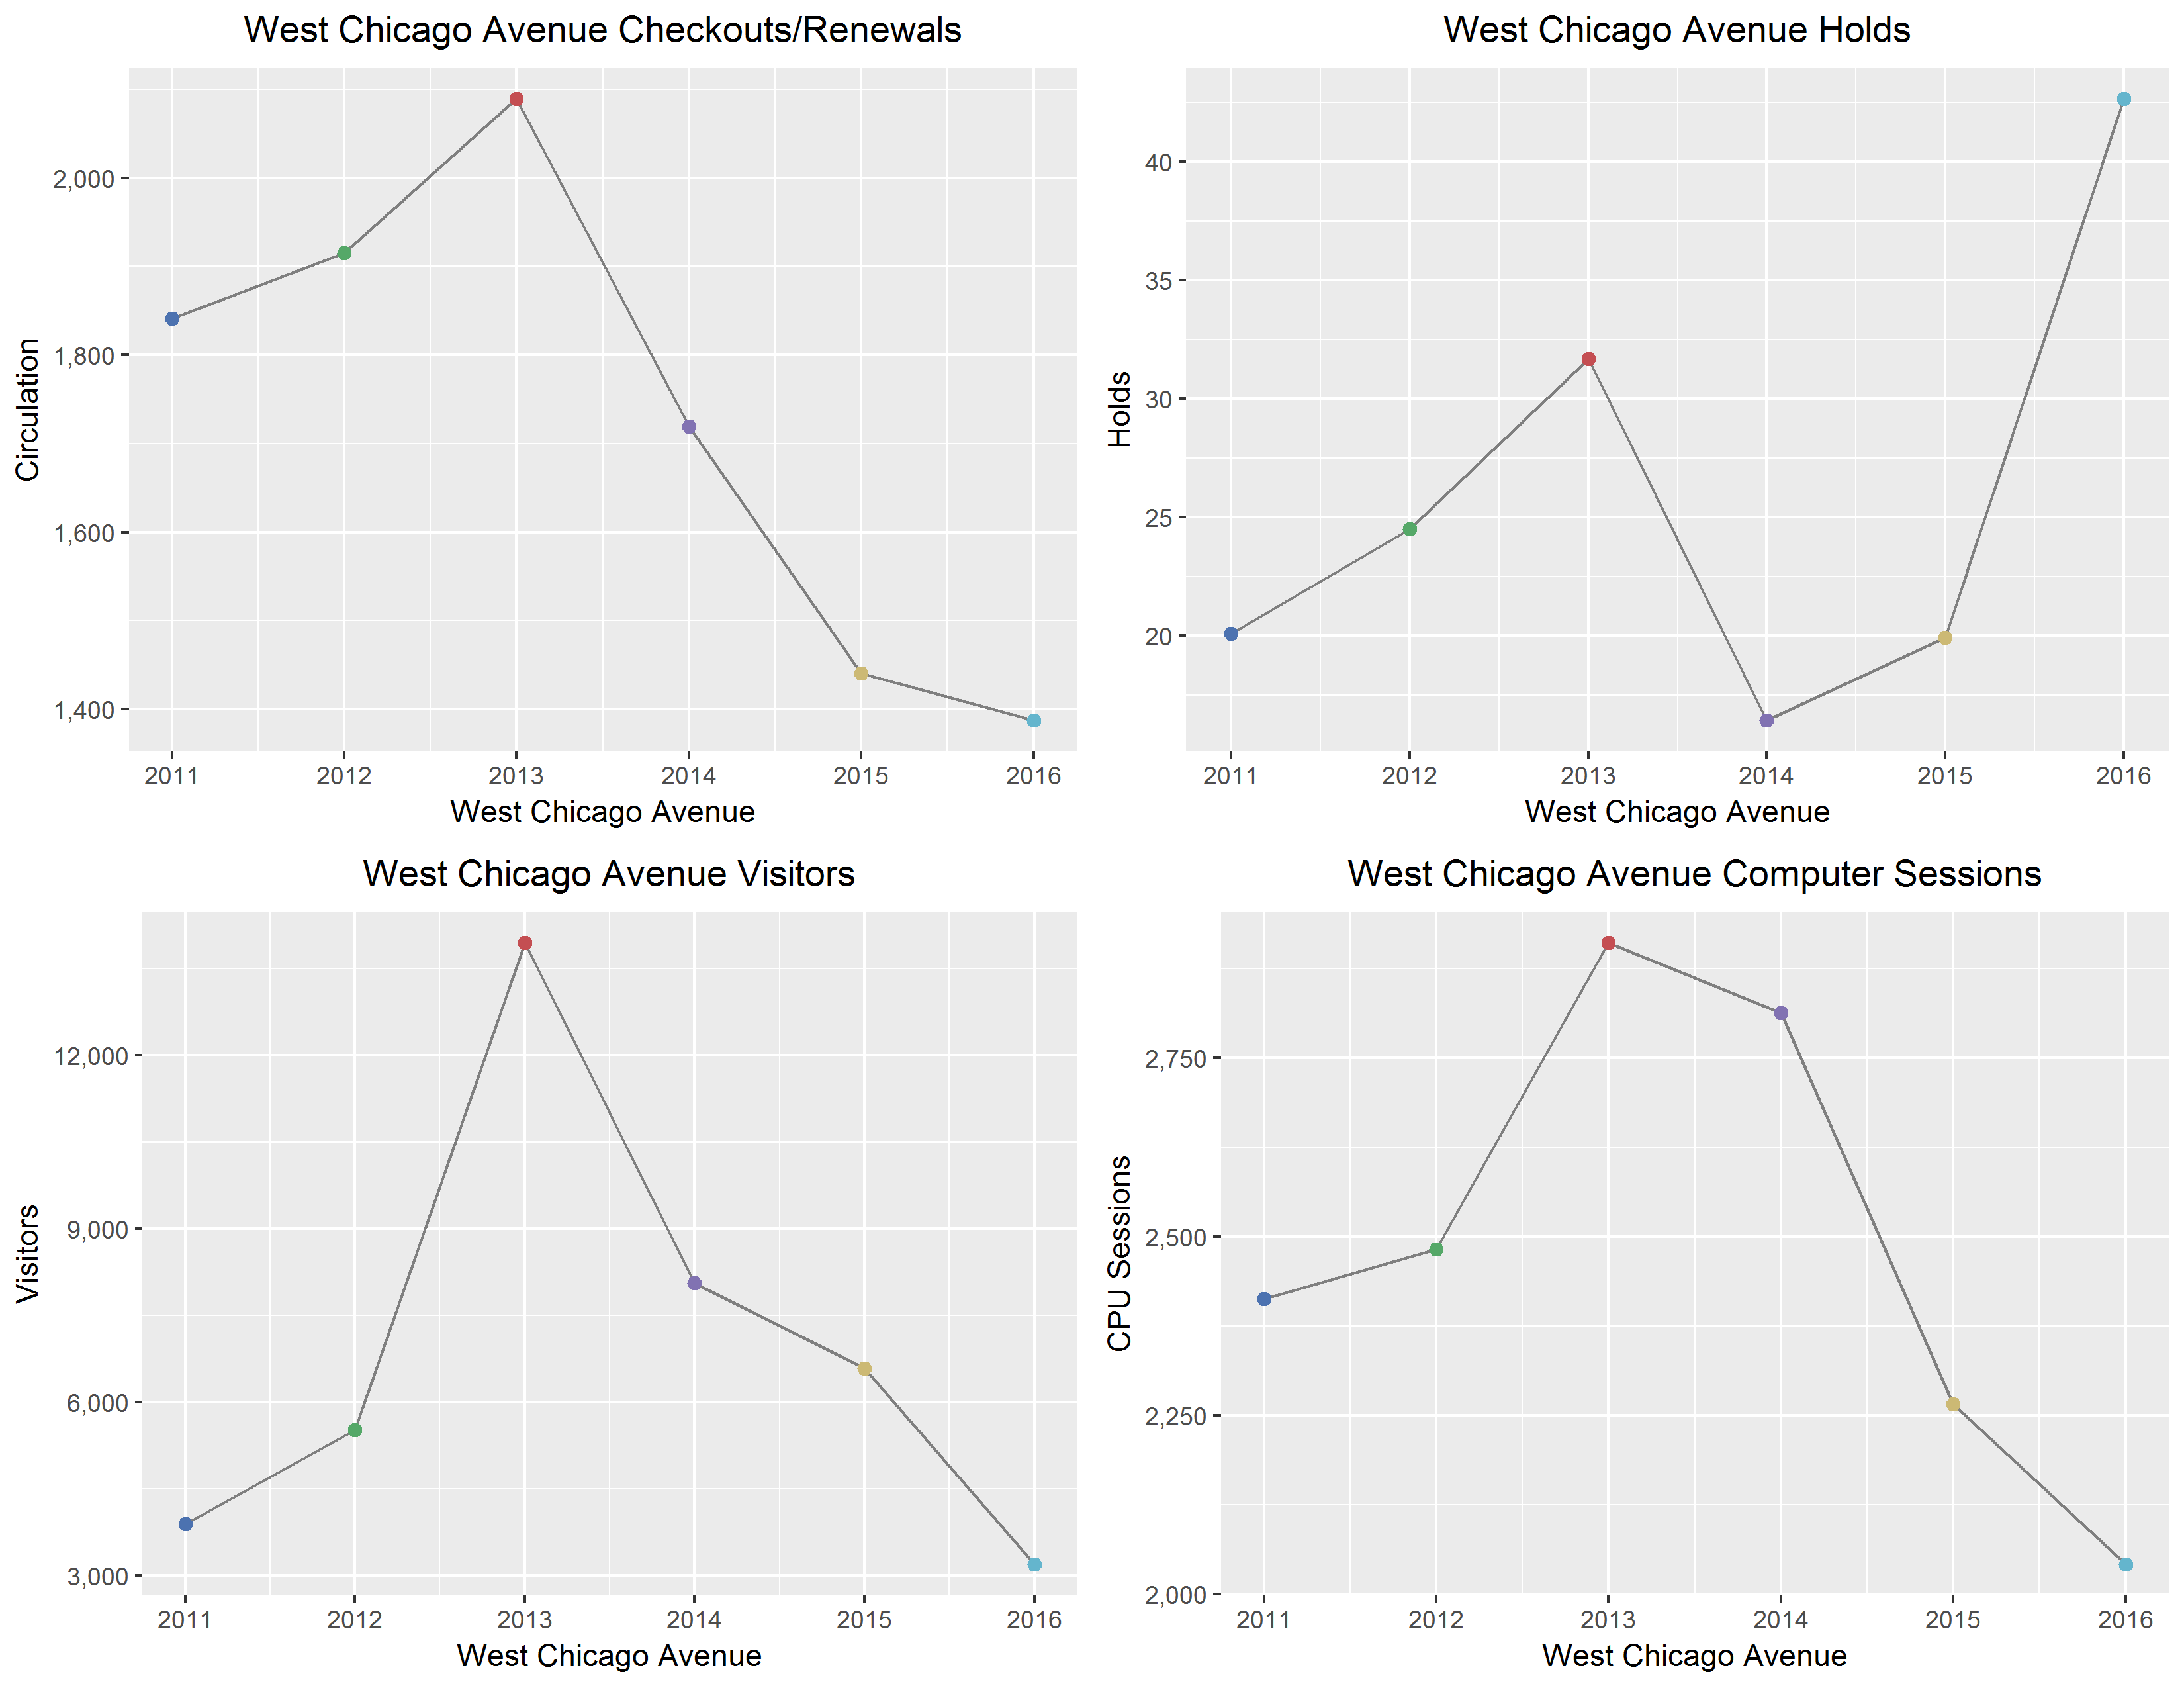 West Chicago Avenue Checkouts/Renewals
Circulation
2,000
1,800
1,600
1,400
2011 2012 2013 2014 2015 2016
West Chicago Avenue
West Chicago Avenue Holds
Holds
40
35
30
25
20
2011 2012 2013 2014 2015 2016
West Chicago Avenue
West Chicago Avenue Visitors
Visitors
12,000
9,000
6,000
3,000
2011 2012 2013 2014 2015 2016
West Chicago Avenue
West Chicago Avenue Computer Sessions
CPU Sessions
2,750
2,500
2,250
2,000
2011 2012 2013 2014 2015 2016
West Chicago Avenue